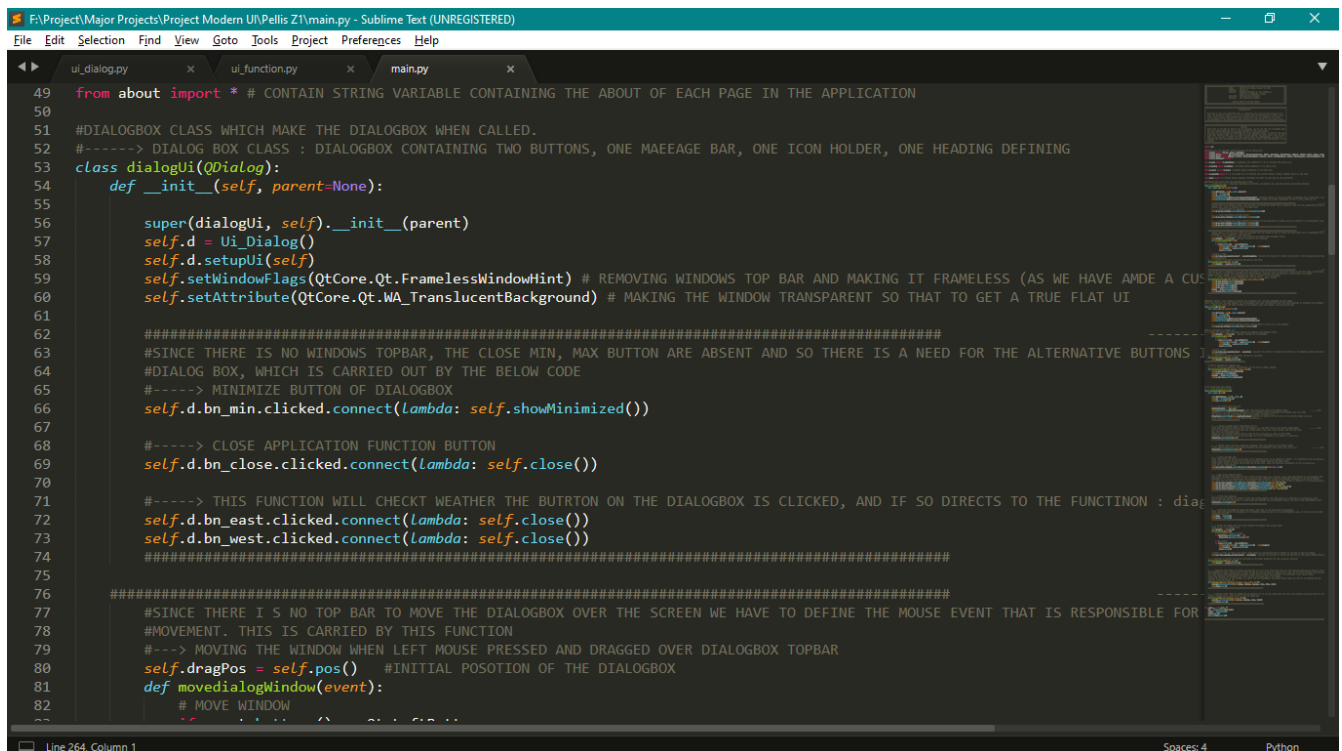 F:\Project\Major Projects\Project Modern UI\Pellis Z1\main.py - Sublime Text (UNREGISTERED)
File Edit Selection Find View Goto Tools Project Preferences Help
ui_dialog.py × ui_function.py × main.py ×
49 from about import * # CONTAIN STRING VARIABLE CONTAINING THE ABOUT OF EACH PAGE IN THE APPLICATION
50
51 #DIALOGBOX CLASS WHICH MAKE THE DIALOGBOX WHEN CALLED.
52 #------> DIALOG BOX CLASS : DIALOGBOX CONTAINING TWO BUTTONS, ONE MAEEAGE BAR, ONE ICON HOLDER, ONE HEADING DEFINING
53 class dialogUi(QDialog):
54 def __init__(self, parent=None):
55
56 super(dialogUi, self).__init__(parent)
57 self.d = Ui_Dialog()
58 self.d.setupUi(self)
59 self.setWindowFlags(QtCore.Qt.FramelessWindowHint) # REMOVING WINDOWS TOP BAR AND MAKING IT FRAMELESS (AS WE HAVE AMDE A CUS
60 self.setAttribute(QtCore.Qt.WA_TranslucentBackground) # MAKING THE WINDOW TRANSPARENT SO THAT TO GET A TRUE FLAT UI
61
62 ############################################################################################# -------
63 #SINCE THERE IS NO WINDOWS TOPBAR, THE CLOSE MIN, MAX BUTTON ARE ABSENT AND SO THERE IS A NEED FOR THE ALTERNATIVE BUTTONS I
64 #DIALOG BOX, WHICH IS CARRIED OUT BY THE BELOW CODE
65 #-----> MINIMIZE BUTTON OF DIALOGBOX
66 self.d.bn_min.clicked.connect(lambda: self.showMinimized())
67
68 #-----> CLOSE APPLICATION FUNCTION BUTTON
69 self.d.bn_close.clicked.connect(lambda: self.close())
70
71 #-----> THIS FUNCTION WILL CHECKT WEATHER THE BUTRTON ON THE DIALOGBOX IS CLICKED, AND IF SO DIRECTS TO THE FUNCTINON : diag
72 self.d.bn_east.clicked.connect(lambda: self.close())
73 self.d.bn_west.clicked.connect(lambda: self.close())
74 ##############################################################################################
75
76 ################################################################################################## ------
77 #SINCE THERE I S NO TOP BAR TO MOVE THE DIALOGBOX OVER THE SCREEN WE HAVE TO DEFINE THE MOUSE EVENT THAT IS RESPONSIBLE FOR
78 #MOVEMENT. THIS IS CARRIED BY THIS FUNCTION
79 #---> MOVING THE WINDOW WHEN LEFT MOUSE PRESSED AND DRAGGED OVER DIALOGBOX TOPBAR
80 self.dragPos = self.pos() #INITIAL POSOTION OF THE DIALOGBOX
81 def movedialogWindow(event):
82 # MOVE WINDOW
Line 264, Column 1 Spaces: 4 Python